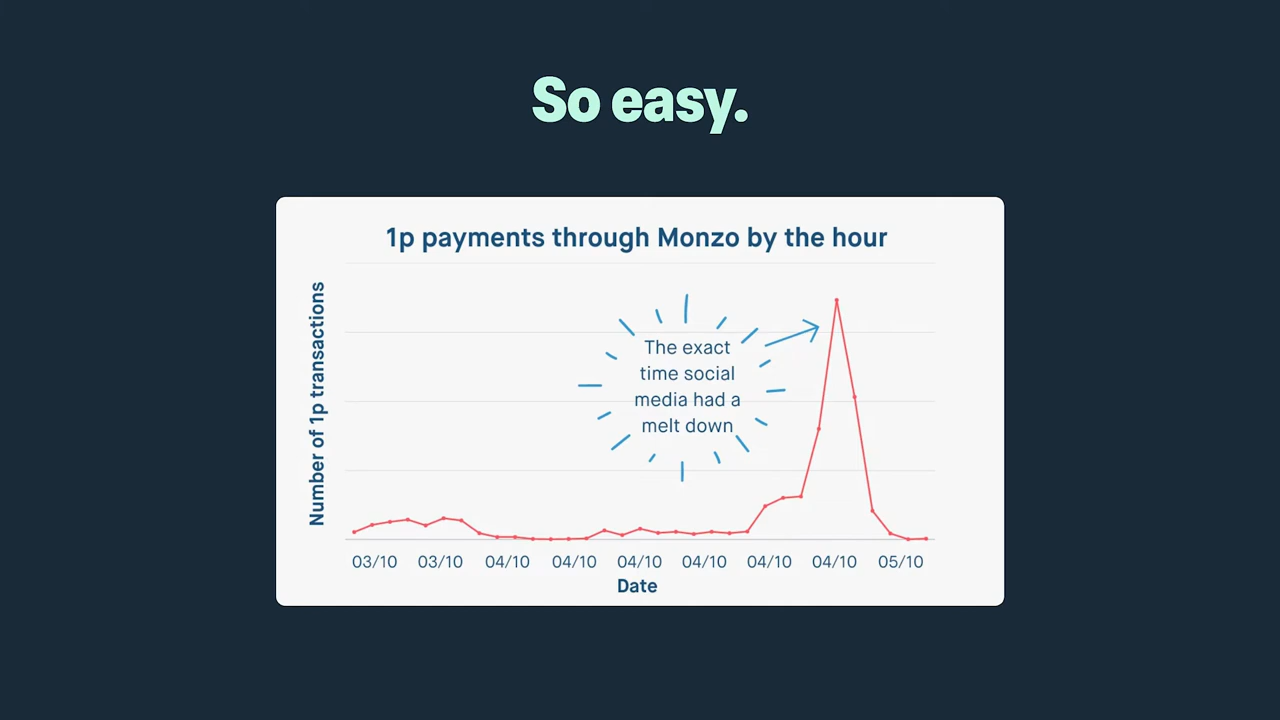 So easy.
1p payments through Monzo by the hour
Number of 1p transactions
The exact
time social
media had a
melt down
03/10 03/10 04/10 04/10 04/10 04/10 04/10 04/10 05/10
Date